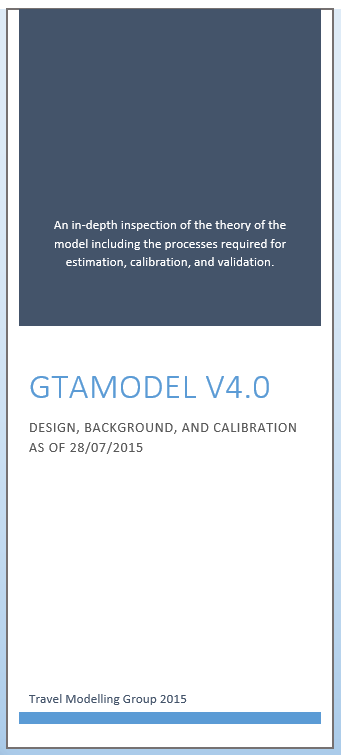 An in-depth inspection of the theory of the
model including the processes required for
estimation, calibration, and validation.
GTAMODEL V4.0
DESIGN, BACKGROUND, AND CALIBRATION
AS OF 28/07/2015
Travel Modelling Group 2015